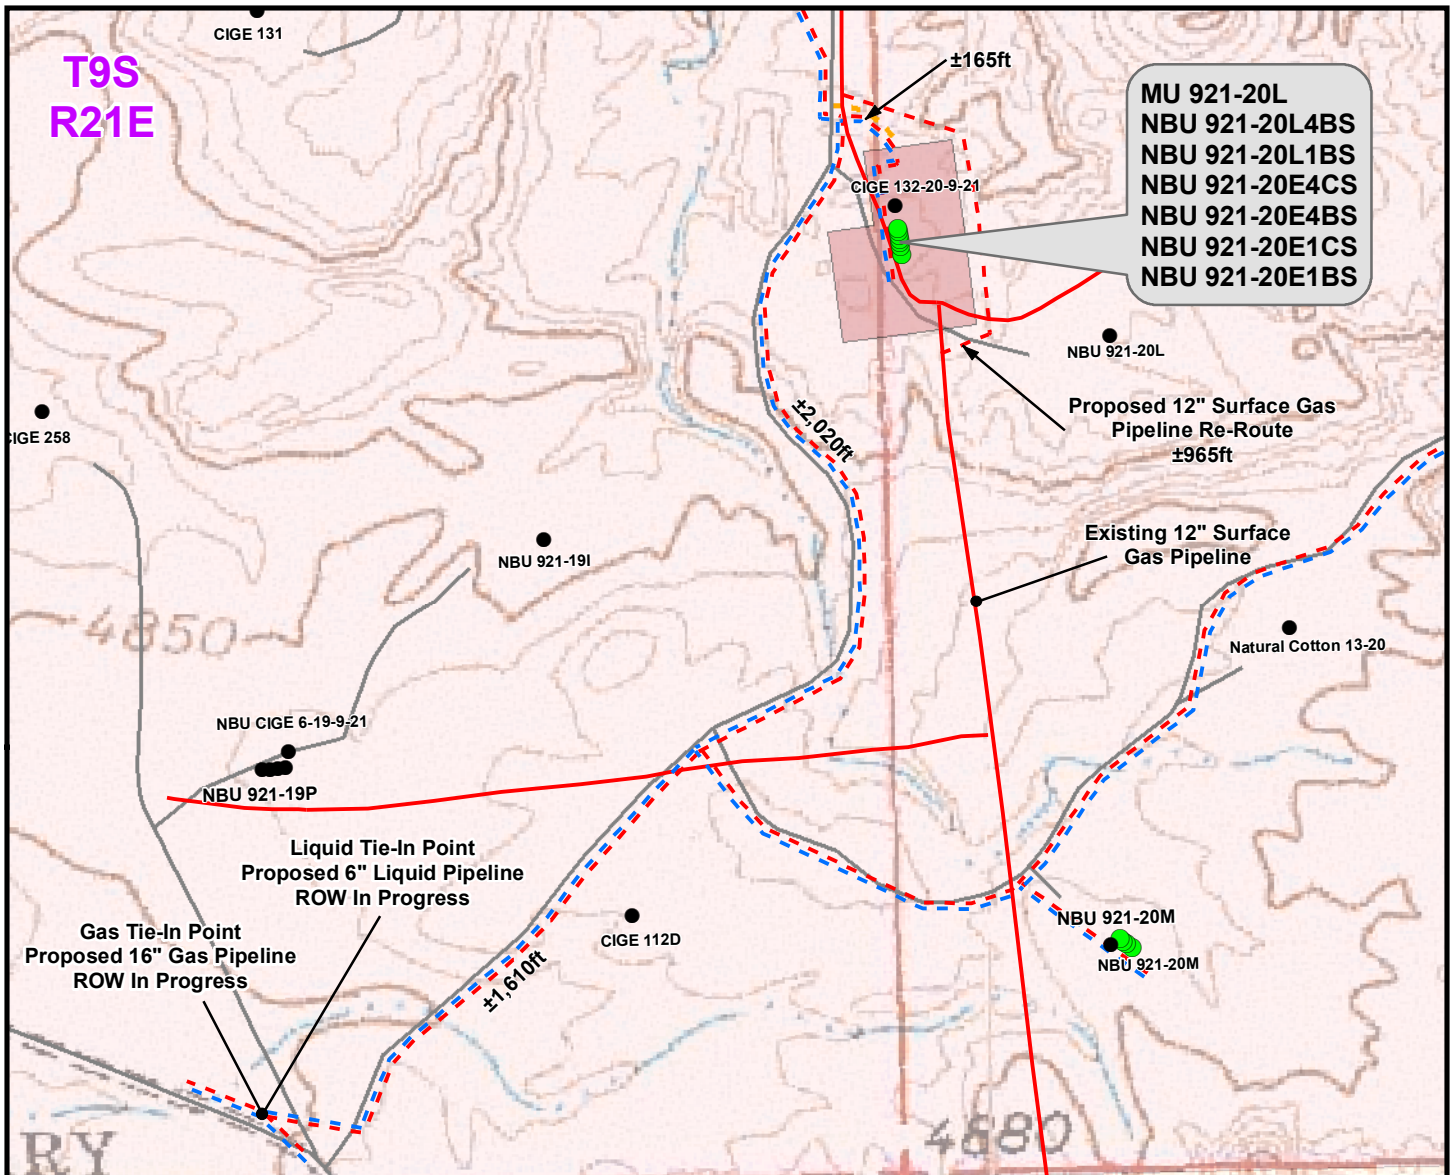 CIGE 131
T9S
R21E
±165ft
MU 921-20L
NBU 921-20L4BS
NBU 921-20L1BS
NBU 921-20E4CS
NBU 921-20E4BS
NBU 921-20E1CS
NBU 921-20E1BS
CIGE 132-20-9-21
NBU 921-20L
Proposed 12" Surface Gas
Pipeline Re-Route
±965ft
±2,020ft
CIGE 258
Existing 12" Surface
Gas Pipeline
NBU 921-19I
4850
Natural Cotton 13-20
NBU CIGE 6-19-9-21
NBU 921-19P
Liquid Tie-In Point
Proposed 6" Liquid Pipeline
ROW In Progress
Gas Tie-In Point
Proposed 16" Gas Pipeline
ROW In Progress
CIGE 112D
±1,610ft
NBU 921-20M
NBU 921-20M
4880
RY